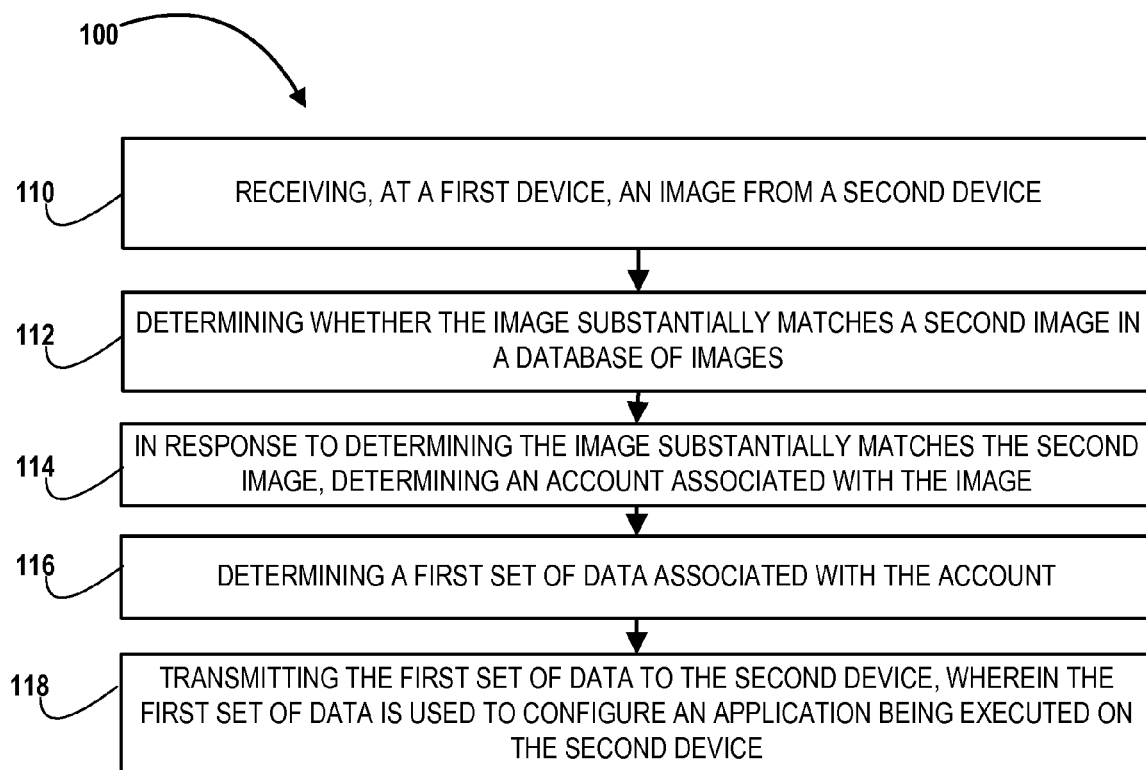 100
110
RECEIVING, AT A FIRST DEVICE, AN IMAGE FROM A SECOND DEVICE
112
DETERMINING WHETHER THE IMAGE SUBSTANTIALLY MATCHES A SECOND IMAGE IN
A DATABASE OF IMAGES
114
IN RESPONSE TO DETERMINING THE IMAGE SUBSTANTIALLY MATCHES THE SECOND
IMAGE, DETERMINING AN ACCOUNT ASSOCIATED WITH THE IMAGE
116
DETERMINING A FIRST SET OF DATA ASSOCIATED WITH THE ACCOUNT
118
TRANSMITTING THE FIRST SET OF DATA TO THE SECOND DEVICE, WHEREIN THE
FIRST SET OF DATA IS USED TO CONFIGURE AN APPLICATION BEING EXECUTED ON
THE SECOND DEVICE